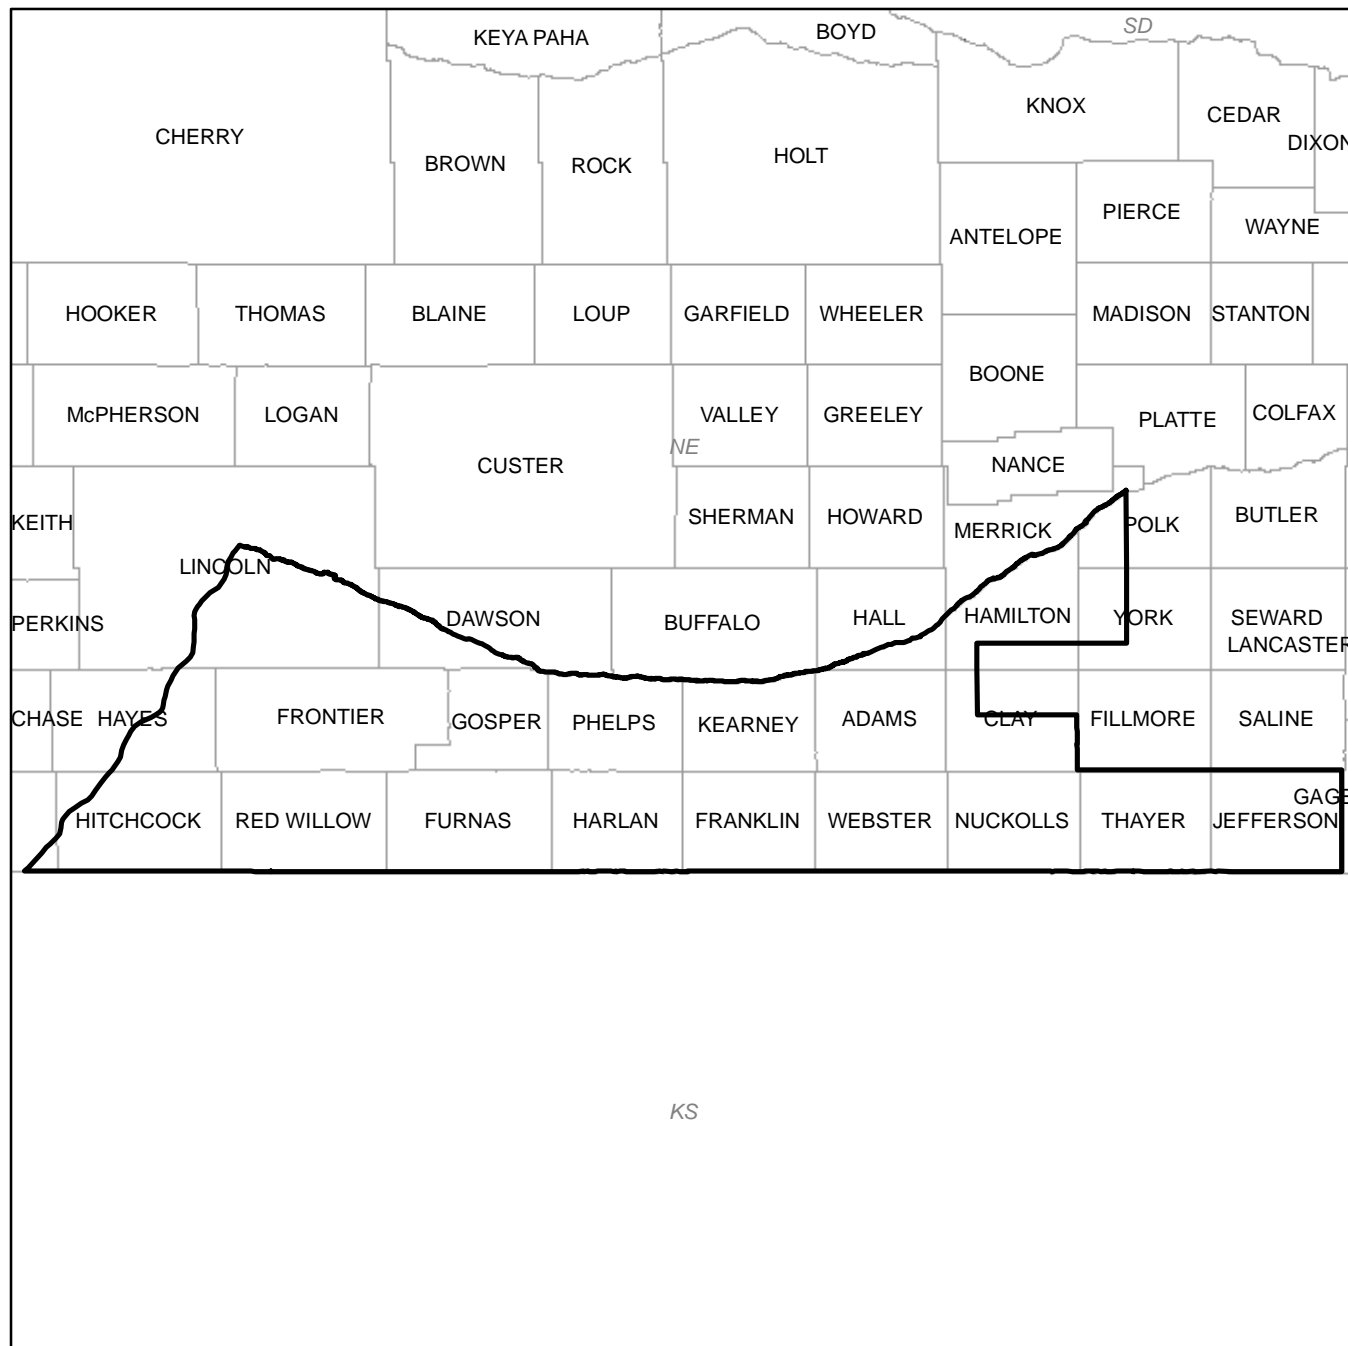 SD
KEYA PAHA
BOYD
KNOX
CEDAR
CHERRY
DIXON
BROWN
ROCK
HOLT
PIERCE
WAYNE
ANTELOPE
HOOKER
THOMAS
BLAINE
LOUP
GARFIELD
WHEELER
MADISON
STANTON
BOONE
McPHERSON
LOGAN
VALLEY
GREELEY
PLATTE
COLFAX
NE
CUSTER
NANCE
KEITH
SHERMAN
HOWARD
MERRICK
POLK
BUTLER
LINCOLN
PERKINS
DAWSON
BUFFALO
HALL
HAMILTON
YORK
SEWARD
LANCASTER
CHASE
HAYES
FRONTIER
GOSPER
PHELPS
KEARNEY
ADAMS
CLAY
FILLMORE
SALINE
GAGE
HITCHCOCK
RED WILLOW
FURNAS
HARLAN
FRANKLIN
WEBSTER
NUCKOLLS
THAYER
JEFFERSON
KS